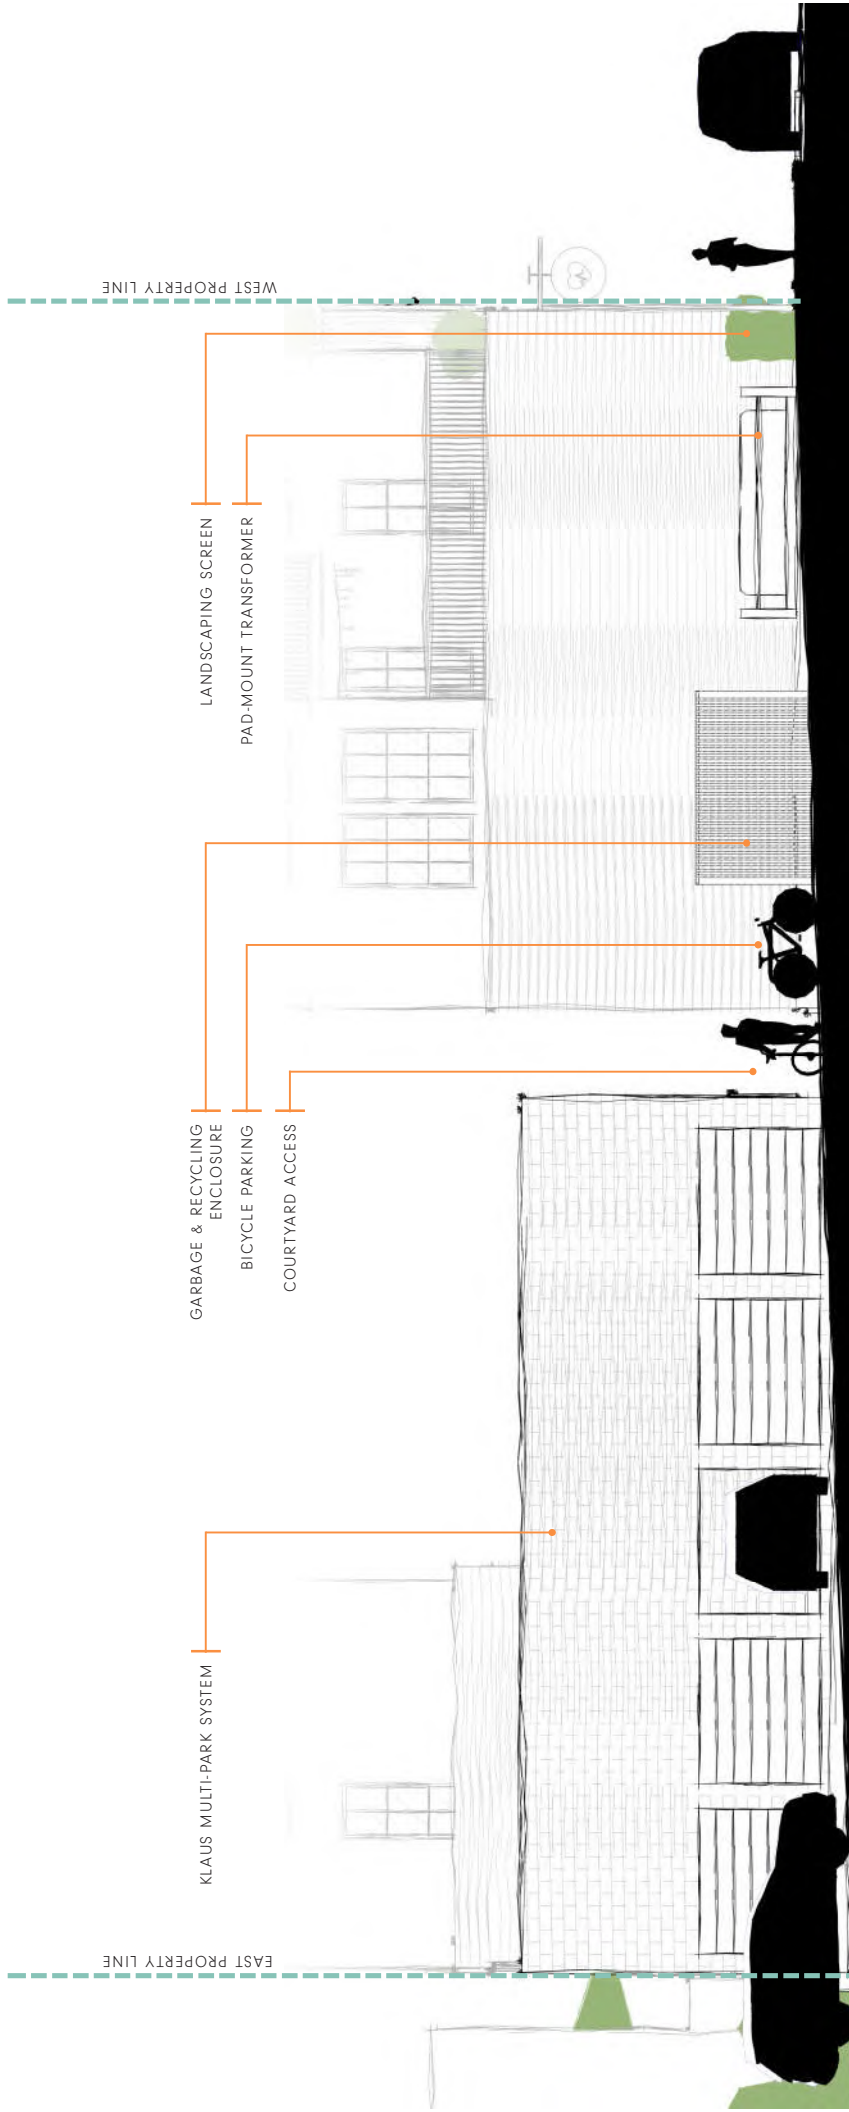 WEST PROPERTY LINE
LANDSCAPING SCREEN
PAD-MOUNT TRANSFORMER
GARBAGE & RECYCLING
ENCLOSURE
BICYCLE PARKING
COURTYARD ACCESS
KLAUS MULTI-PARK SYSTEM
EAST PROPERTY LINE